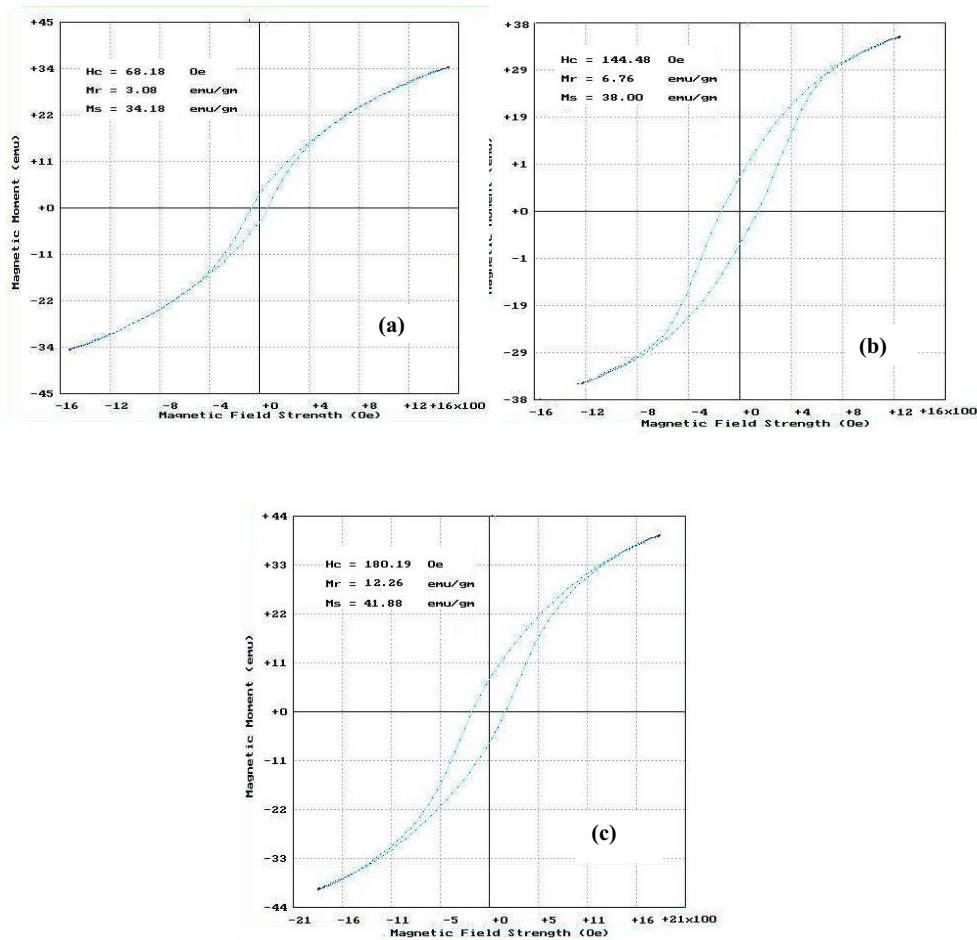 +45
+34
+22
+11
+0
-11
-22
-34
-45
Magnetic Moment (emu)
Hc = 68.18 Oe
Mr = 3.08 emu/gm
Ms = 34.18 emu/gm
(a)
-16 -12 -8 -4 +0 +4 +8 +12 +16x100
Magnetic Field Strength (Oe)
+38
+29
+19
+1
+0
-1
-19
-29
-38
Magnetic Moment (emu)
Hc = 144.48 Oe
Mr = 6.76 emu/gm
Ms = 38.00 emu/gm
(b)
-16 -12 -8 -4 +0 +4 +8 +12 +16x100
Magnetic Field Strength (Oe)
+44
+33
+22
+11
+0
-11
-22
-33
-44
Magnetic Moment (emu)
Hc = 180.19 Oe
Mr = 12.26 emu/gm
Ms = 41.88 emu/gm
(c)
-21 -16 -11 -5 +0 +5 +11 +16 +21x100
Magnetic Field Strength (Oe)